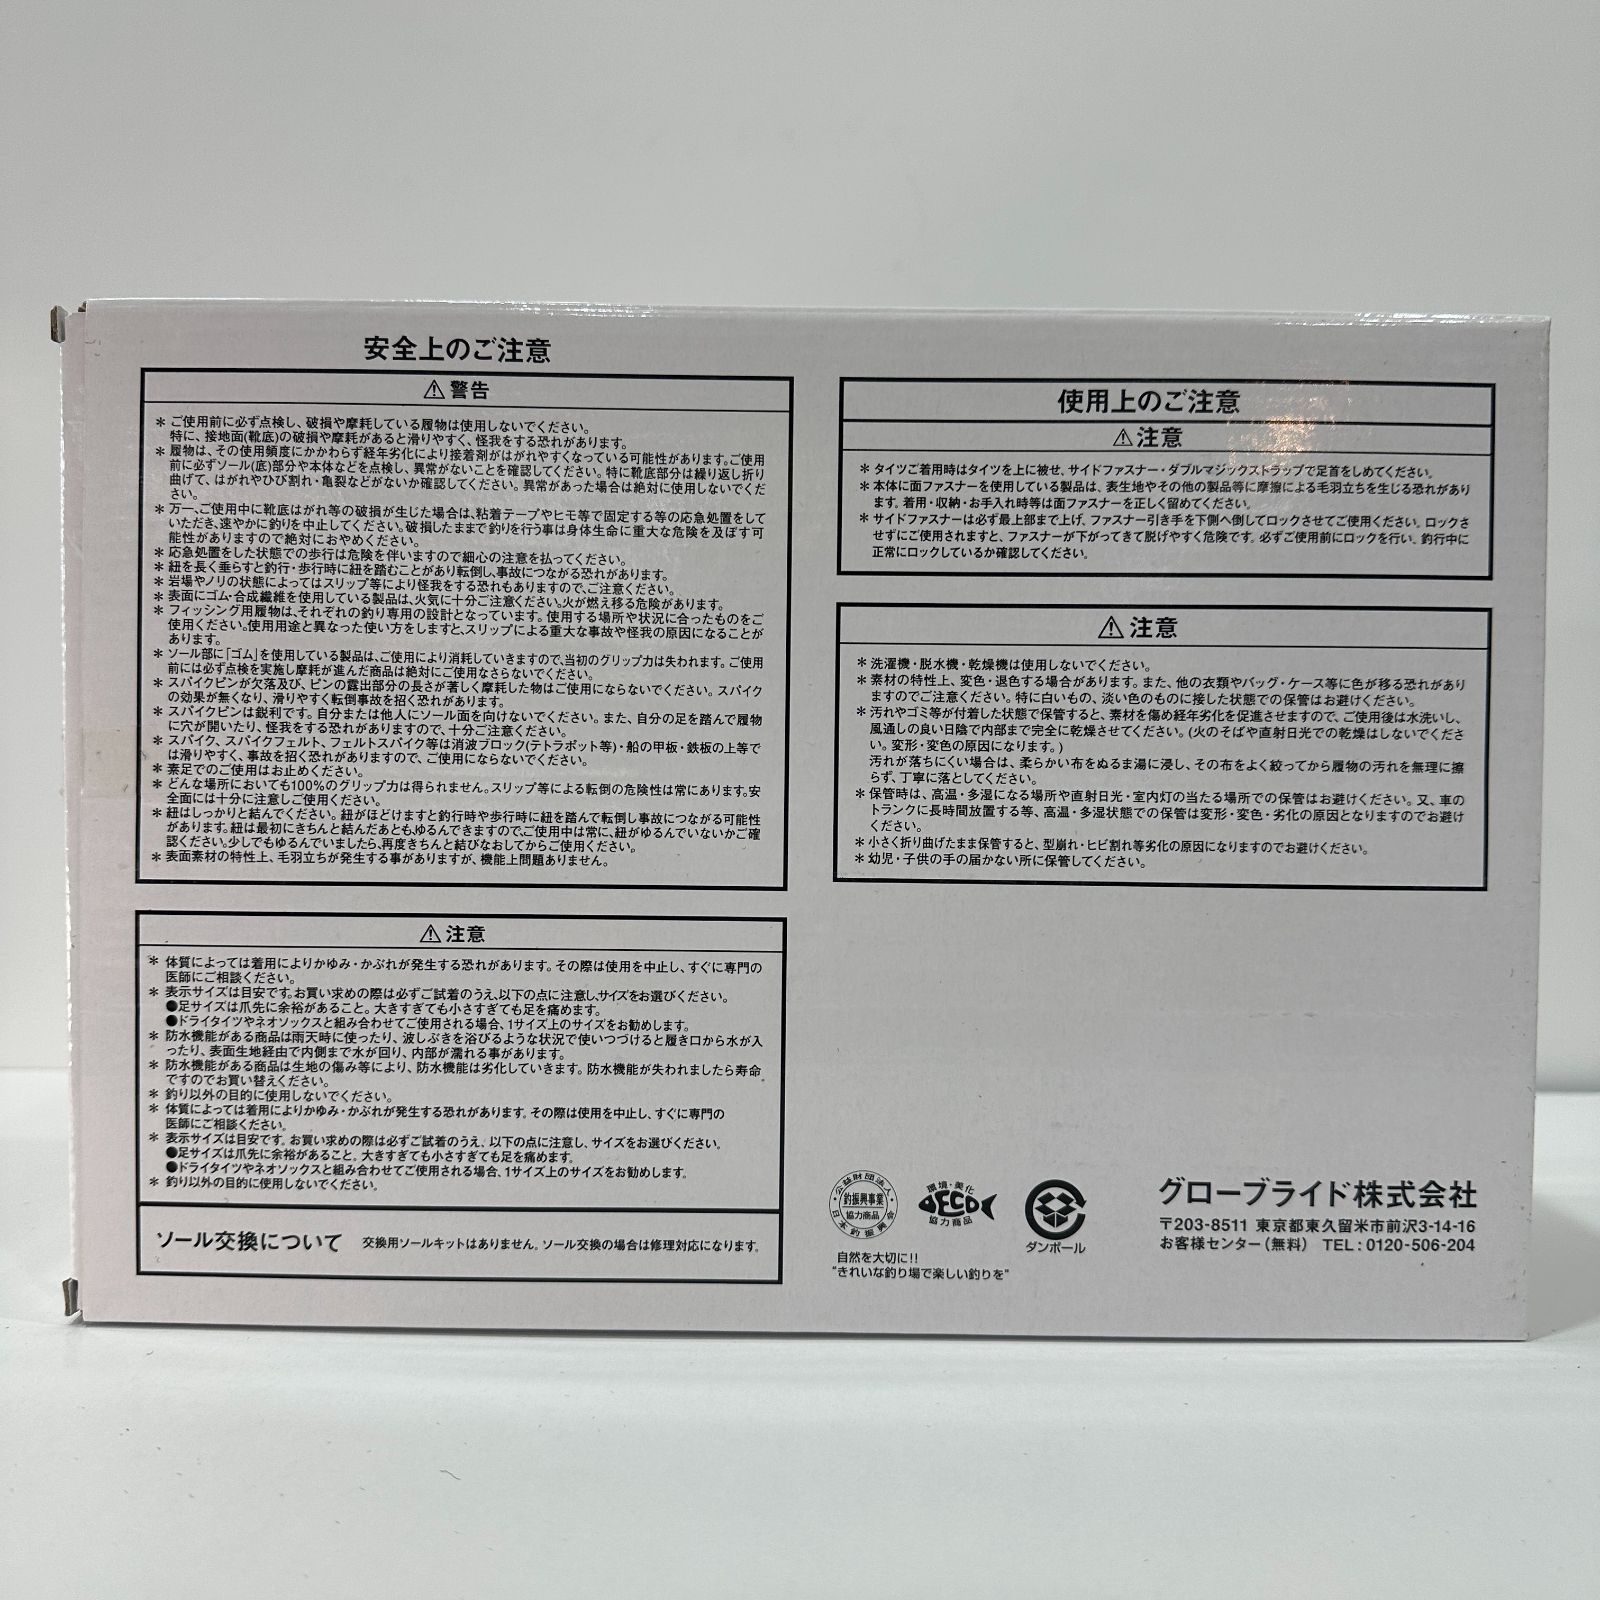 安全上のご注意
⚠ 警告
＊ ご使用前に必ず点検し、破損や摩耗している履物は使用しないでください。
特に、接地面(靴底)の破損や摩耗があると滑りやすく、怪我をする恐れがあります。
＊ 履物は、その使用頻度にかかわらず経年劣化により接着剤がはがれやすくなっている可能性があります。ご使用
前に必ずソール(底)部分や本体などを点検し、異常がないことを確認してください。特に靴底部分は繰り返し折り
曲げて、はがれやひび割れ・亀裂などがないか確認してください。異常があった場合は絶対に使用しないでくだ
さい。
＊ 万一、ご使用中に靴底はがれ等の破損が生じた場合は、粘着テープやヒモ等で固定する等の応急処置をして
いただき、速やかに釣りを中止してください。破損したままで釣りを行う事は身体生命に重大な危険を及ぼす可
能性がありますので絶対におやめください。
＊ 応急処置をした状態での歩行は危険を伴いますので細心の注意を払ってください。
＊ 紐を長く垂らすと釣行・歩行時に紐を踏むことがあり転倒し、事故につながる恐れがあります。
＊ 岩場やノリの状態によってはスリップ等により怪我をする恐れもありますので、ご注意ください。
＊ 表面にゴム・合成繊維を使用している製品は、火気に十分ご注意ください。火が燃え移る危険があります。
＊ フィッシング用履物は、それぞれの釣り専用の設計となっています。使用する場所や状況に合ったものをご
使用ください。使用用途と異なった使い方をしますと、スリップによる重大な事故や怪我の原因になることが
あります。
＊ ソール部に「ゴム」を使用している製品は、ご使用により消耗していきますので、当初のグリップ力は失われます。ご使用
前には必ず点検を実施し摩耗が進んだ商品は絶対にご使用なさらないでください。
＊ スパイクピンが欠落及び、ピンの露出部分の長さが著しく摩耗した物はご使用にならないでください。スパイク
の効果が無くなり、滑りやすく転倒事故を招く恐れがあります。
＊ スパイクピンは鋭利です。自分または他人にソール面を向けないでください。また、自分の足を踏んで履物
に穴が開いたり、怪我をする恐れがありますので、十分ご注意ください。
＊ スパイク、スパイクフェルト、フェルトスパイク等は消波ブロック(テトラポット等)・船の甲板・鉄板の上等で
は滑りやすく、事故を招く恐れがありますので、ご使用にならないでください。
＊ 素足でのご使用はお止めください。
＊ どんな場所においても100%のグリップ力は得られません。スリップ等による転倒の危険性は常にあります。安
全面には十分に注意しご使用ください。
＊ 紐はしっかりと結んでください。紐がほどけますと釣行時や歩行時に紐を踏んで転倒し事故につながる可能性
があります。紐は最初にきちんと結んだあとも、ゆるんできますので、ご使用中は常に、紐がゆるんでいないかご確
認ください。少しでもゆるんでいましたら、再度きちんと結びなおしてからご使用ください。
＊ 表面素材の特性上、毛羽立ちが発生する事がありますが、機能上問題ありません。
⚠ 注意
＊ 体質によっては着用によりかゆみ・かぶれが発生する恐れがあります。その際は使用を中止し、すぐに専門の
医師にご相談ください。
＊ 表示サイズは目安です。お買い求めの際は必ずご試着のうえ、以下の点に注意し、サイズをお選びください。
●足サイズは爪先に余裕があること。大きすぎても小さすぎても足を痛めます。
●ドライタイツやネオソックスと組み合わせてご使用される場合、1サイズ上のサイズをお勧めします。
＊ 防水機能がある商品は雨天時に使ったり、波しぶきを浴びるような状況で使いつづけると履き口から水が入
ったり、表面生地経由で内側まで水が回り、内部が濡れる事があります。
＊ 防水機能がある商品は生地の傷み等により、防水機能は劣化していきます。防水機能が失われましたら寿命
ですのでお買い替えください。
＊ 釣り以外の目的に使用しないでください。
＊ 体質によっては着用によりかゆみ・かぶれが発生する恐れがあります。その際は使用を中止し、すぐに専門の
医師にご相談ください。
＊ 表示サイズは目安です。お買い求めの際は必ずご試着のうえ、以下の点に注意し、サイズをお選びください。
●足サイズは爪先に余裕があること。大きすぎても小さすぎても足を痛めます。
●ドライタイツやネオソックスと組み合わせてご使用される場合、1サイズ上のサイズをお勧めします。
＊ 釣り以外の目的に使用しないでください。
ソール交換について 交換用ソールキットはありません。ソール交換の場合は修理対応になります。
使用上のご注意
⚠ 注意
＊ タイツご着用時はタイツを上に被せ、サイドファスナー・ダブルマジックストラップで足首をしめてください。
＊ 本体に面ファスナーを使用している製品は、表生地やその他の製品等に摩擦による毛羽立ちを生じる恐れがあり
ます。着用・収納・お手入れ時等は面ファスナーを正しく留めてください。
＊ サイドファスナーは必ず最上部まで上げ、ファスナー引き手を下側へ倒してロックさせてご使用ください。ロックさ
せずにご使用されますと、ファスナーが下がってきて脱げやすく危険です。必ずご使用前にロックを行い、釣行中に
正常にロックしているか確認してください。
⚠ 注意
＊ 洗濯機・脱水機・乾燥機は使用しないでください。
＊ 素材の特性上、変色・退色する場合があります。また、他の衣類やバッグ・ケース等に色が移る恐れがあり
ますのでご注意ください。特に白いもの、淡い色のものに接した状態での保管はお避けください。
＊ 汚れやゴミ等が付着した状態で保管すると、素材を傷め経年劣化を促進させますので、ご使用後は水洗いし、
風通しの良い日陰で内部まで完全に乾燥させてください。(火のそばや直射日光での乾燥はしないでくださ
い。変形・変色の原因になります。)
汚れが落ちにくい場合は、柔らかい布をぬるま湯に浸し、その布をよく絞ってから履物の汚れを無理に擦
らず、丁寧に落としてください。
＊ 保管時は、高温・多湿になる場所や直射日光・室内灯の当たる場所での保管はお避けください。又、車の
トランクに長時間放置する等、高温・多湿状態での保管は変形・変色・劣化の原因となりますのでお避け
ください。
＊ 小さく折り曲げたまま保管すると、型崩れ・ヒビ割れ等劣化の原因になりますのでお避けください。
＊ 幼児・子供の手の届かない所に保管してください。
公益財団法人
釣振興事業
協力商品
日本釣振興会
自然を大切に!!
"きれいな釣り場で楽しい釣りを"
環境・美化
ECO
協力商品
ダンボール
グローブライド株式会社
〒203-8511 東京都東久留米市前沢3-14-16
お客様センター(無料) TEL:0120-506-204